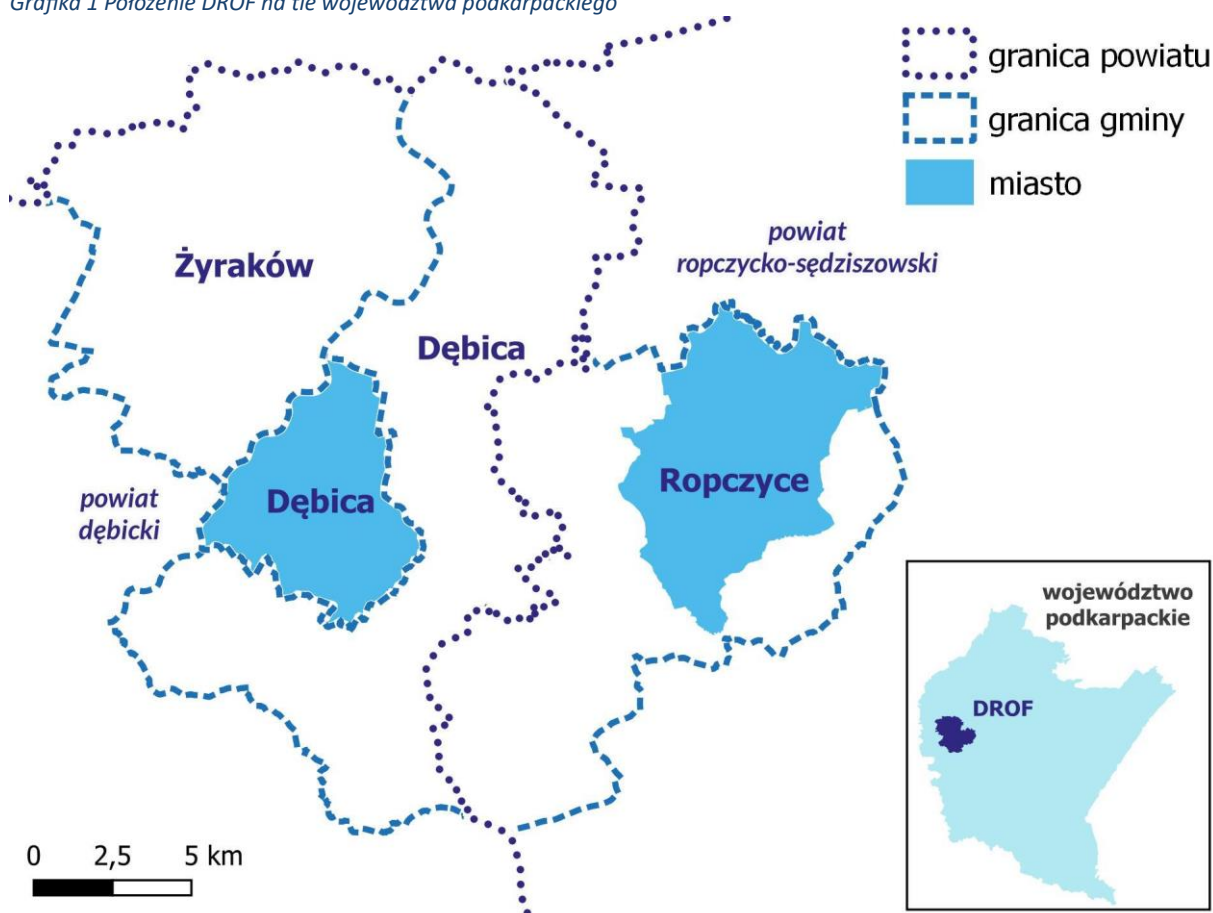 Grafika 1 Położenie DROF na tle województwa podkarpackiego
granica powiatu
granica gminy
miasto
powiat
ropczycko-sędziszowski
Żyraków
Dębica
Ropczyce
Dębica
powiat
dębicki
województwo
podkarpackie
DROF
0 2,5 5 km